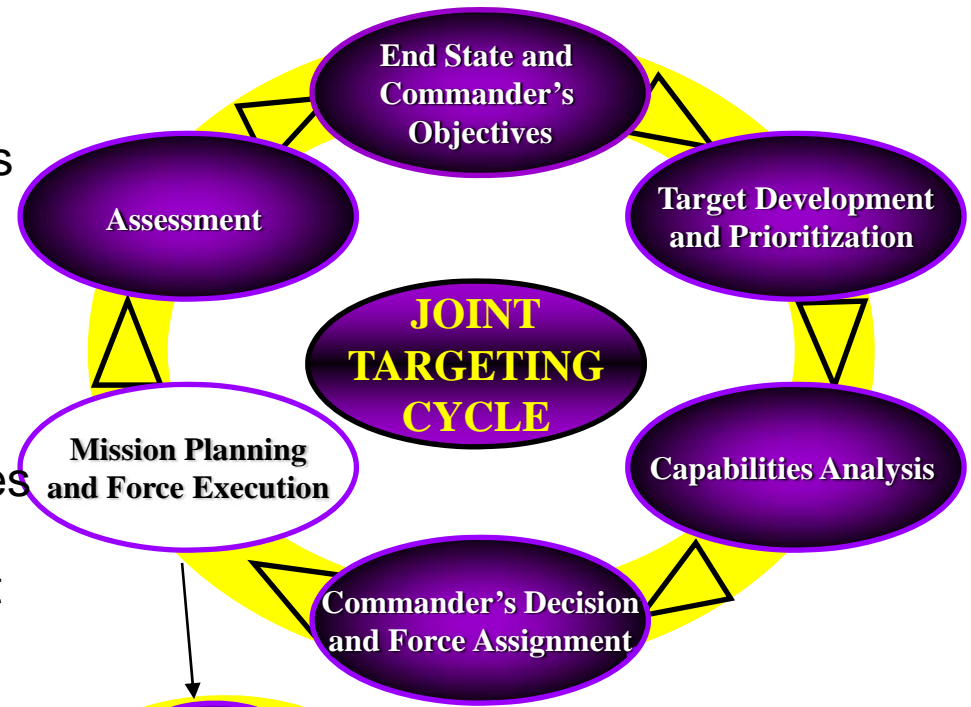 End State and
Commander's
Objectives
Target Development
and Prioritization
Assessment
JOINT
TARGETING
CYCLE
Mission Planning
and Force Execution
Capabilities Analysis
Commander's Decision
and Force Assignment